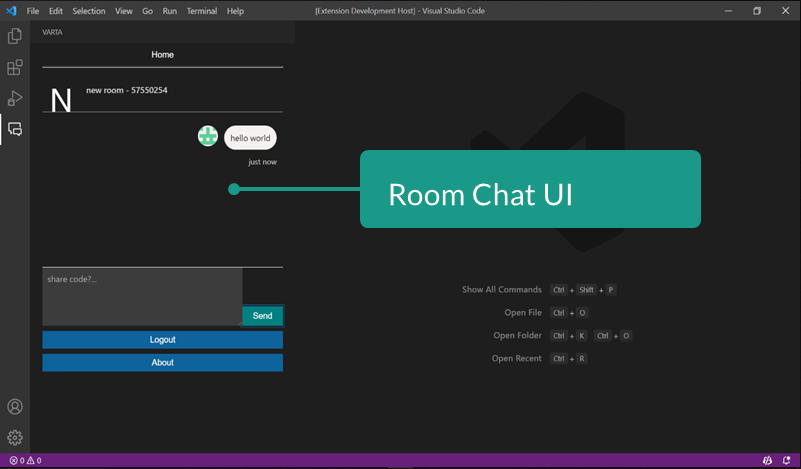 File Edit Selection View Go Run Terminal Help [Extension Development Host] - Visual Studio Code
VARTA
Home
N new room - 57550254
hello world
just now
Room Chat UI
share code?...
Send
Logout
About
Show All Commands Ctrl + Shift + P
Open File Ctrl + O
Open Folder Ctrl + K Ctrl + O
Open Recent Ctrl + R
0 0